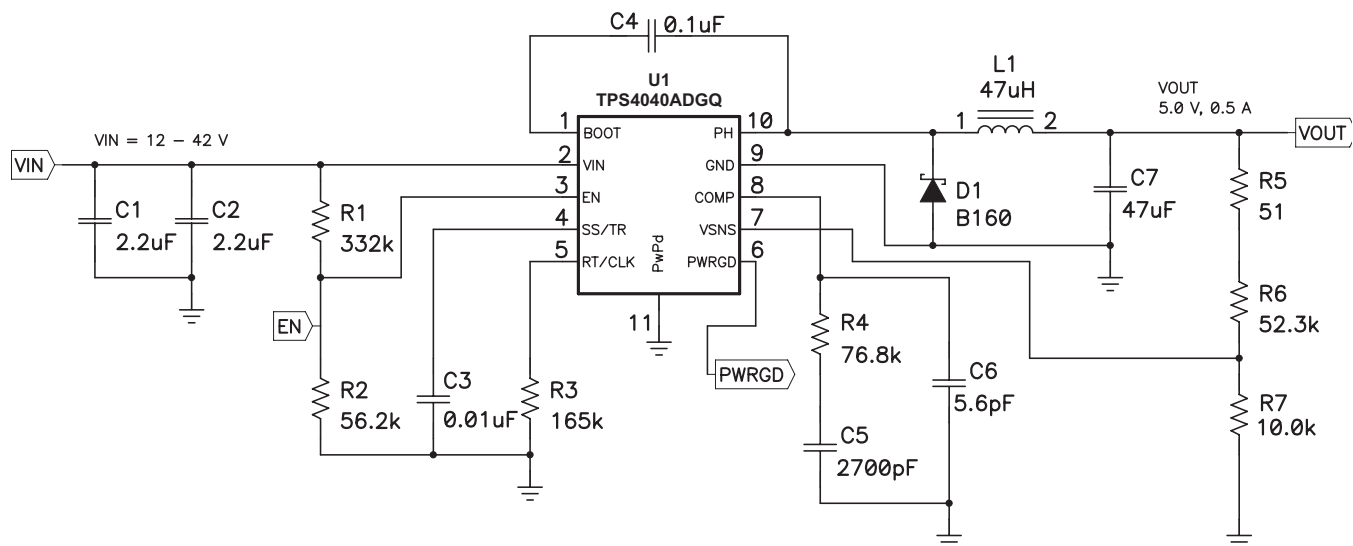 C4
0.1uF
U1
TPS4040ADGQ
L1
47uH
VOUT
5.0 V, 0.5 A
VIN = 12 – 42 V
VIN
C1
2.2uF
C2
2.2uF
R1
332k
EN
R2
56.2k
C3
0.01uF
R3
165k
1
BOOT
2
VIN
3
EN
4
SS/TR
5
RT/CLK
PwPd
11
PH
10
GND
9
COMP
8
VSNS
7
PWRGD
6
PWRGD
1
2
D1
B160
C7
47uF
VOUT
R5
51
R6
52.3k
R7
10.0k
R4
76.8k
C6
5.6pF
C5
2700pF